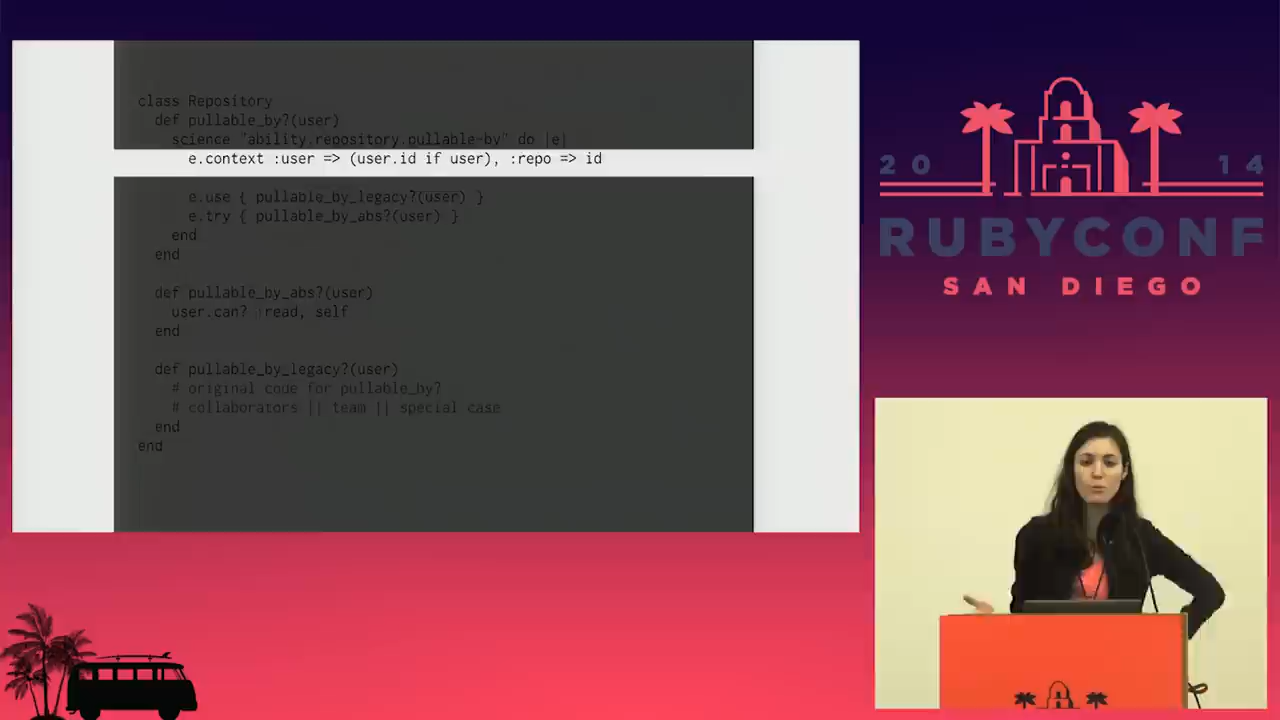 class Repository
def pullable_by?(user)
science "ability.repository.pullable-by" do |e|
e.context :user => (user.id if user), :repo => id
e.use { pullable_by_legacy?(user) }
e.try { pullable_by_abs?(user) }
end
end
def pullable_by_abs?(user)
user.can? :read, self
end
def pullable_by_legacy?(user)
# original code for pullable_by?
# collaborators || team || special case
end
end
20 14
RUBYCONF
SAN DIEGO